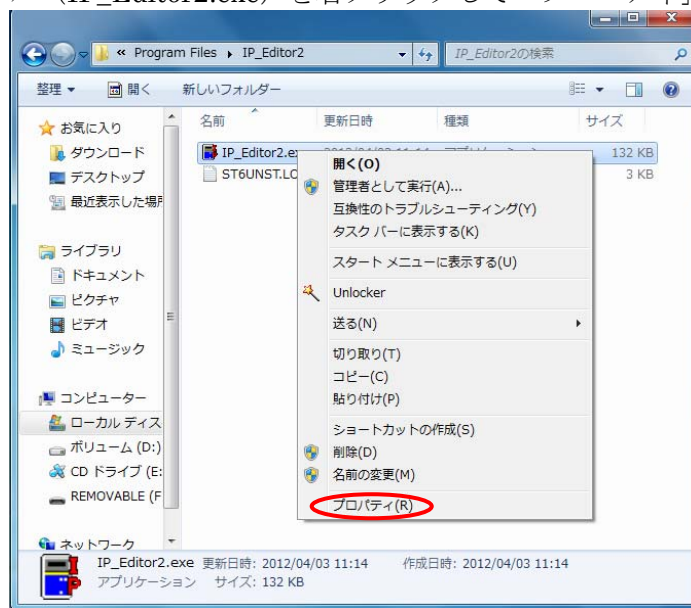 (IP_Editor2.exe)
« Program Files ▸ IP_Editor2
IP_Editor2の検索
整理 開く 新しいフォルダー
名前 更新日時 種類 サイズ
IP_Editor2.e 132 KB
ST6UNST.LO 3 KB
お気に入り
ダウンロード
デスクトップ
最近表示した場所
ライブラリ
ドキュメント
ピクチャ
ビデオ
ミュージック
コンピューター
ローカル ディス
ボリューム (D:)
CD ドライブ (E:
REMOVABLE (F
ネットワーク
開く(O)
管理者として実行(A)...
互換性のトラブルシューティング(Y)
タスク バーに表示する(K)
スタート メニューに表示する(U)
Unlocker
送る(N)
切り取り(T)
コピー(C)
貼り付け(P)
ショートカットの作成(S)
削除(D)
名前の変更(M)
プロパティ(R)
IP_Editor2.exe 更新日時: 2012/04/03 11:14 作成日時: 2012/04/03 11:14
アプリケーション サイズ: 132 KB